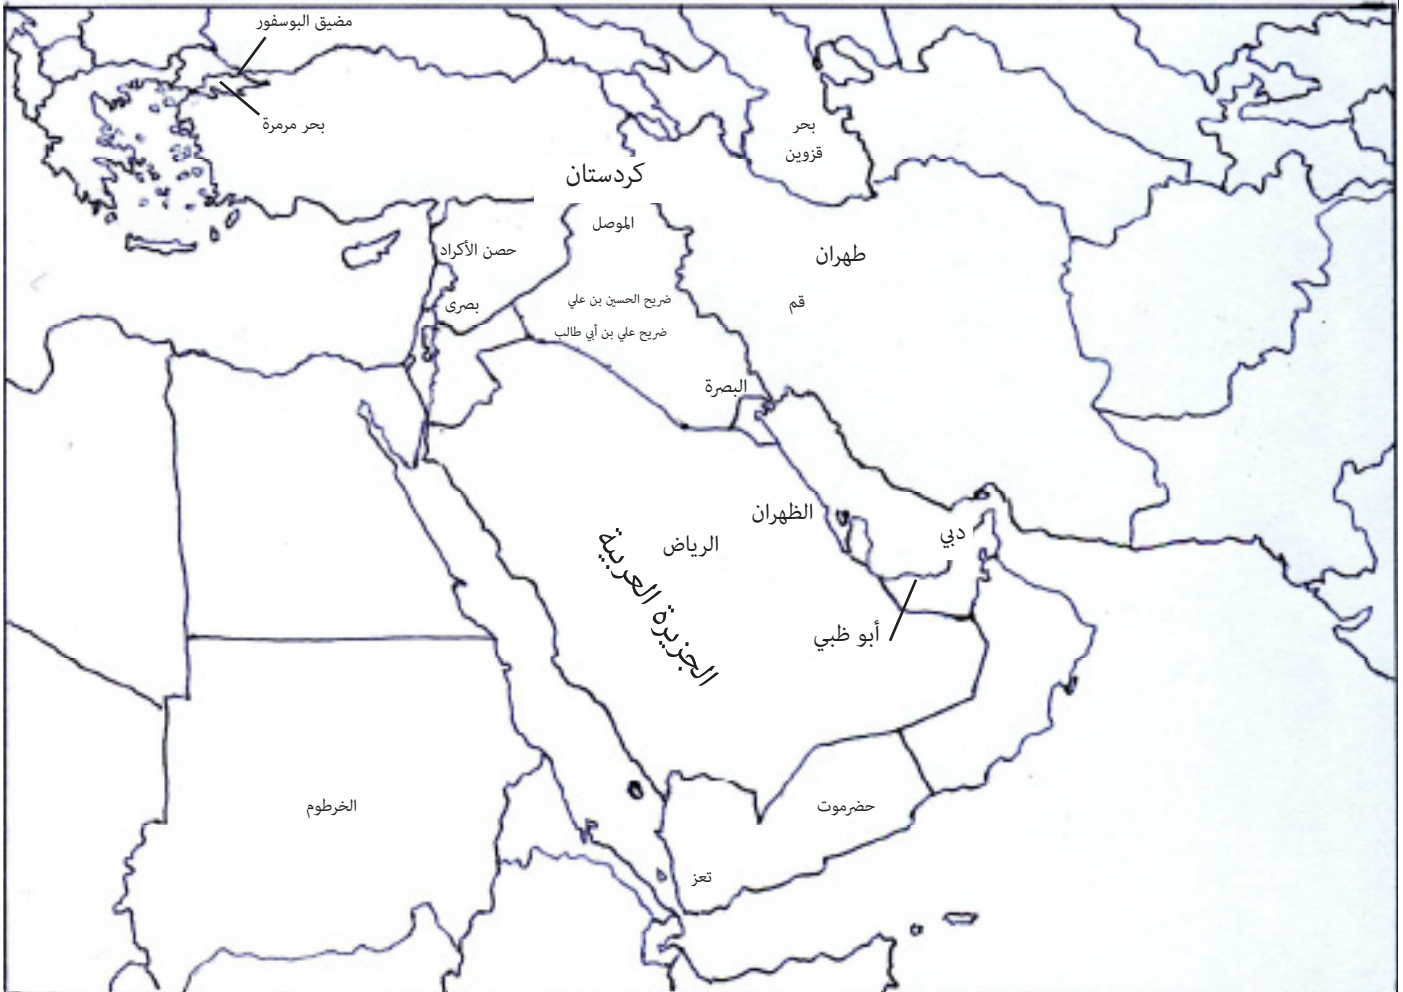 مضيق البوسفور
بحر مرمرة
بحر
قزوين
كردستان
الموصل
حصن الأكراد
طهران
ضريح الحسين بن علي
قم
بصرى
ضريح علي بن أبي طالب
البصرة
الظهران
دبي
الرياض
الجزيرة العربية
أبو ظبي
الخرطوم
حضرموت
تعز